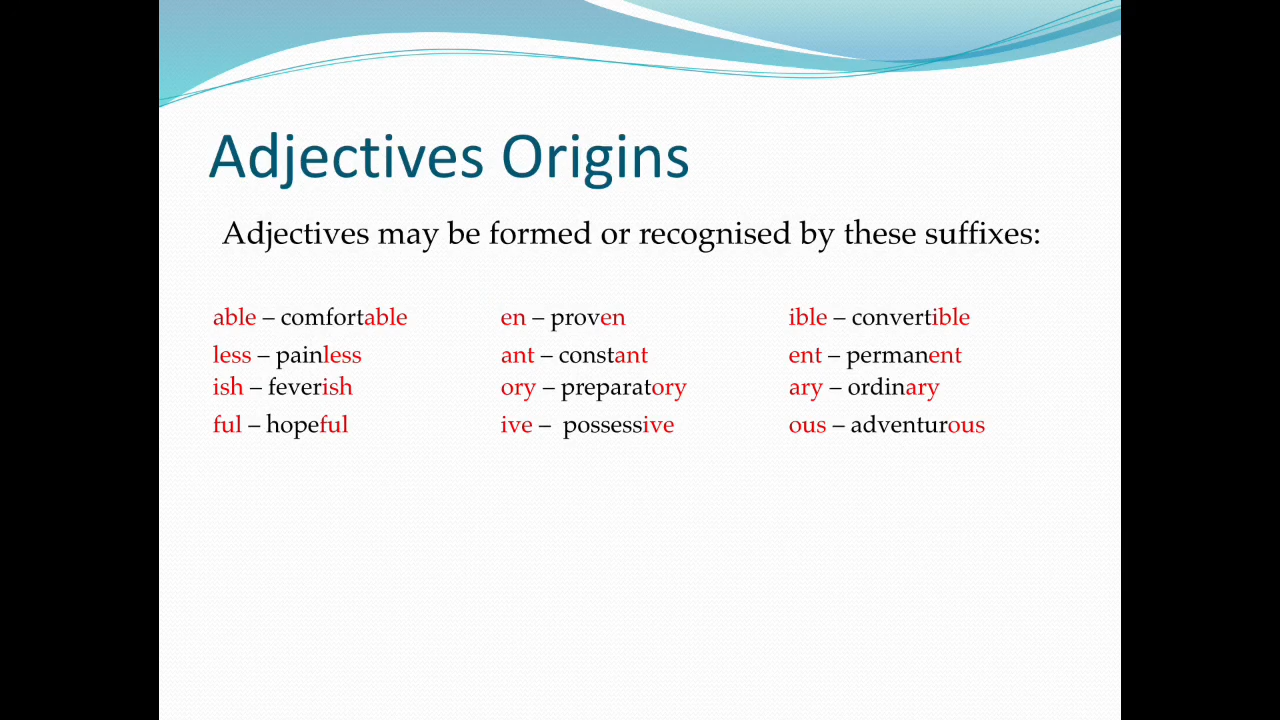 Adjectives Origins
Adjectives may be formed or recognised by these suffixes:
able – comfortable en – proven ible – convertible
less – painless ant – constant ent – permanent
ish – feverish ory – preparatory ary – ordinary
ful – hopeful ive –  possessive ous – adventurous